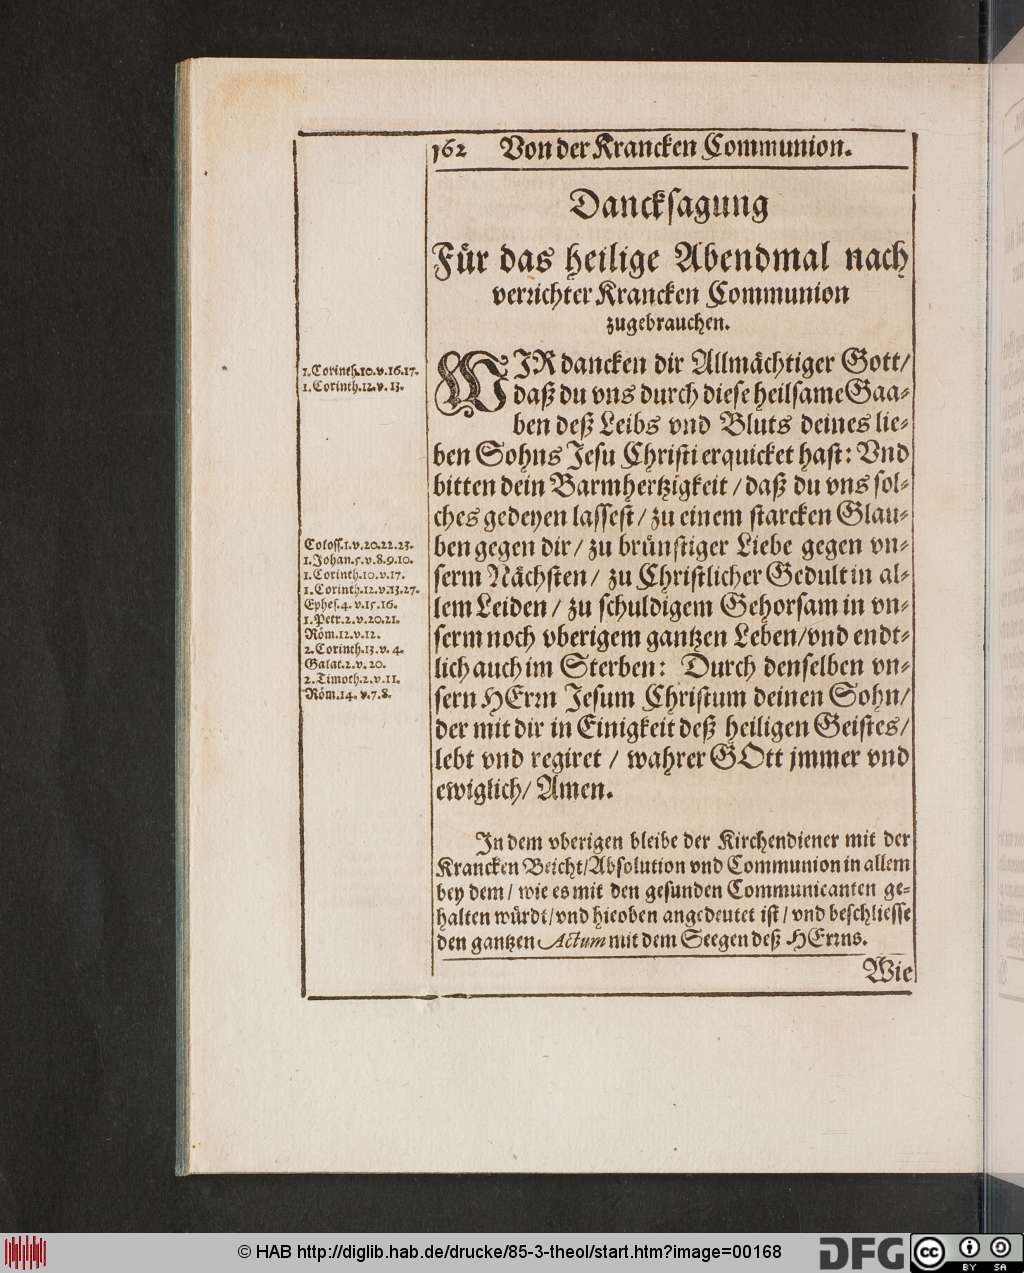 162 Von der Krancken Communion.
Dancksagung
Für das heilige Abendmal nach
verrichter Krancken Communion
zugebrauchen.
1. Corinth. 10. v. 16. 17.
1. Corinth. 12. v. 13.
WIR dancken dir Allmächtiger Gott/
daß du vns durch diese heilsame Gaa-
ben deß Leibs vnd Bluts deines lie-
ben Sohns Jesu Christi erquicket hast: Vnd
bitten dein Barmhertzigkeit / daß du vns sol-
ches gedeyen lassest / zu einem starcken Glau-
Coloss. 1. v. 20. 22. 23.
1. Johan. 5. v. 8. 9. 10.
1. Corinth. 10. v. 17.
1. Corinth. 12. v. 13. 27.
Ephes. 4. v. 15. 16.
1. Petr. 2. v. 20. 21.
Röm. 12. v. 12.
2. Corinth. 13. v. 4.
Galat. 2. v. 20.
2. Timoth. 2. v. 11.
Röm. 14. v. 7. 8.
ben gegen dir / zu brünstiger Liebe gegen vn-
serm Nächsten / zu Christlicher Gedult in al-
lem Leiden / zu schuldigem Gehorsam in vn-
serm noch vberigem gantzen Leben/vnd endt-
lich auch im Sterben: Durch denselben vn-
sern HErrn Jesum Christum deinen Sohn/
der mit dir in Einigkeit deß heiligen Geistes/
lebt vnd regiret / wahrer GOtt jmmer vnd
ewiglich/ Amen.
In dem vberigen bleibe der Kirchendiener mit der
Krancken Beicht/Absolution vnd Communion in allem
bey dem / wie es mit den gesunden Communicanten ge-
halten würdt/vnd hieoben angedeutet ist / vnd beschliesse
den gantzen Actum mit dem Seegen deß HErrns.
Wie
© HAB http://diglib.hab.de/drucke/85-3-theol/start.htm?image=00168
DFG
cc
BY SA